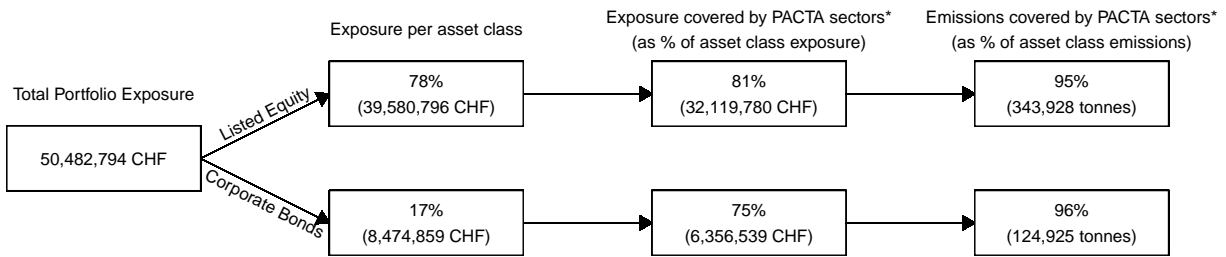 Total Portfolio Exposure
50,482,794 CHF
Listed Equity
Corporate Bonds
Exposure per asset class
78%
(39,580,796 CHF)
17%
(8,474,859 CHF)
Exposure covered by PACTA sectors*
(as % of asset class exposure)
81%
(32,119,780 CHF)
75%
(6,356,539 CHF)
Emissions covered by PACTA sectors*
(as % of asset class emissions)
95%
(343,928 tonnes)
96%
(124,925 tonnes)